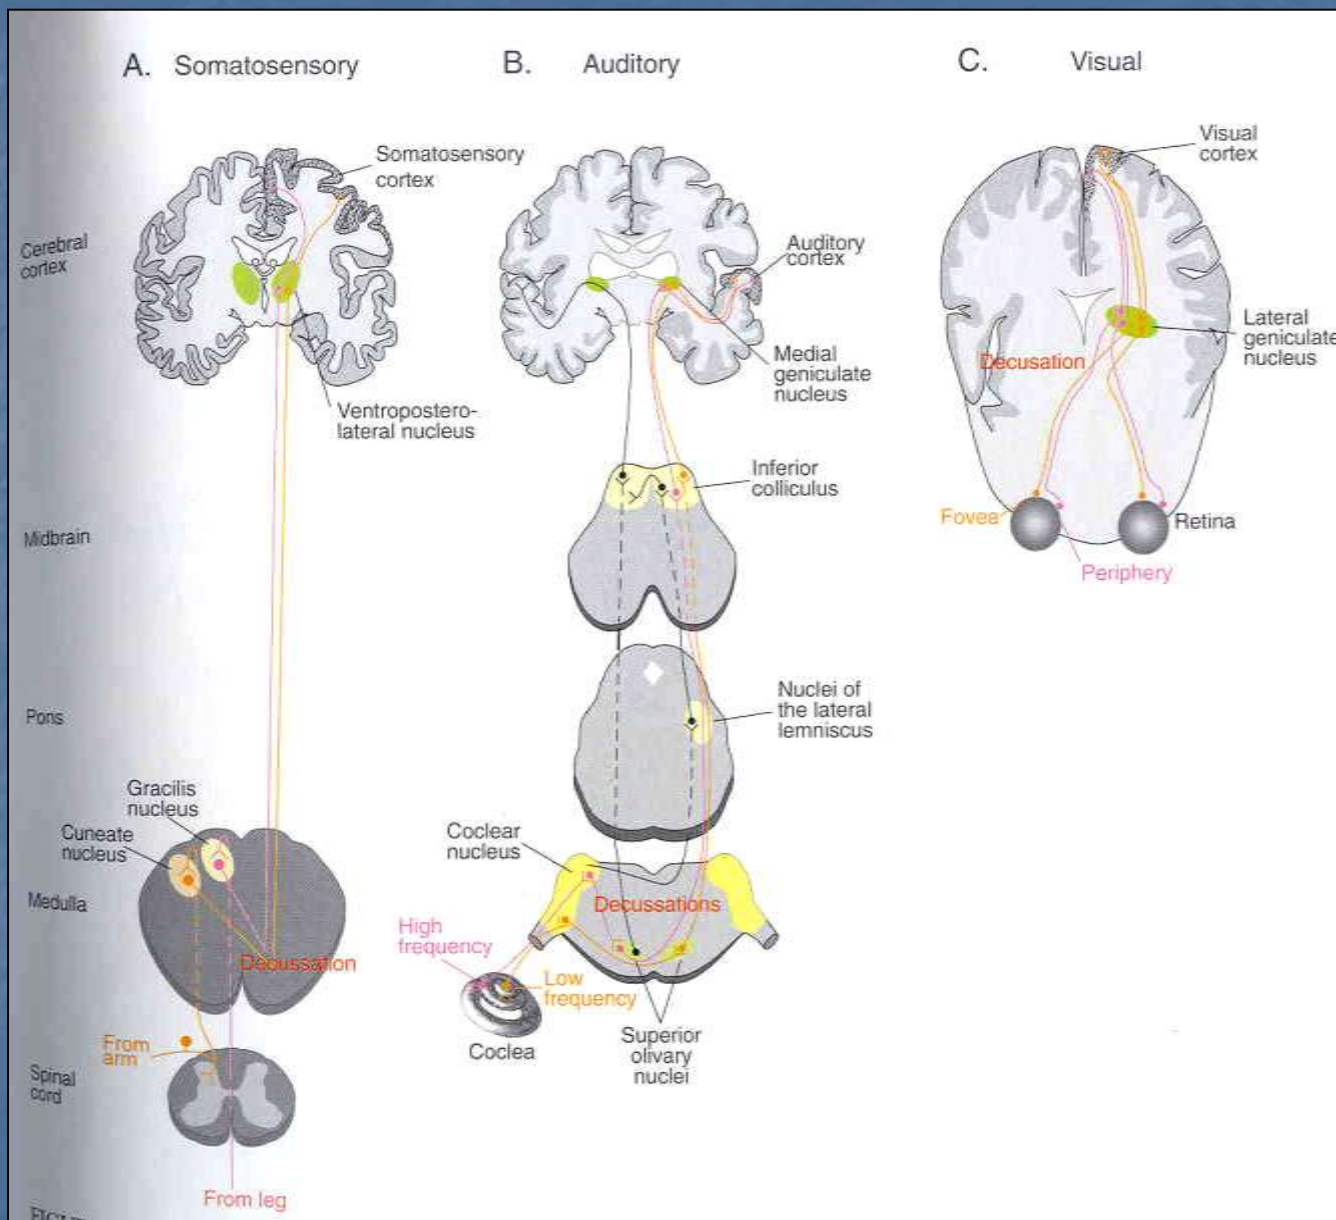 A. Somatosensory
B. Auditory
C. Visual
Somatosensory
cortex
Cerebral
cortex
Ventropostero-
lateral nucleus
Midbrain
Pons
Gracilis
nucleus
Cuneate
nucleus
Medulla
Decussation
From
arm
Spinal
cord
From leg
Auditory
cortex
Medial
geniculate
nucleus
Inferior
colliculus
Nuclei of
the lateral
lemniscus
Coclear
nucleus
Decussations
High
frequency
Low
frequency
Coclea
Superior
olivary
nuclei
Visual
cortex
Lateral
geniculate
nucleus
Decusation
Fovea
Retina
Periphery